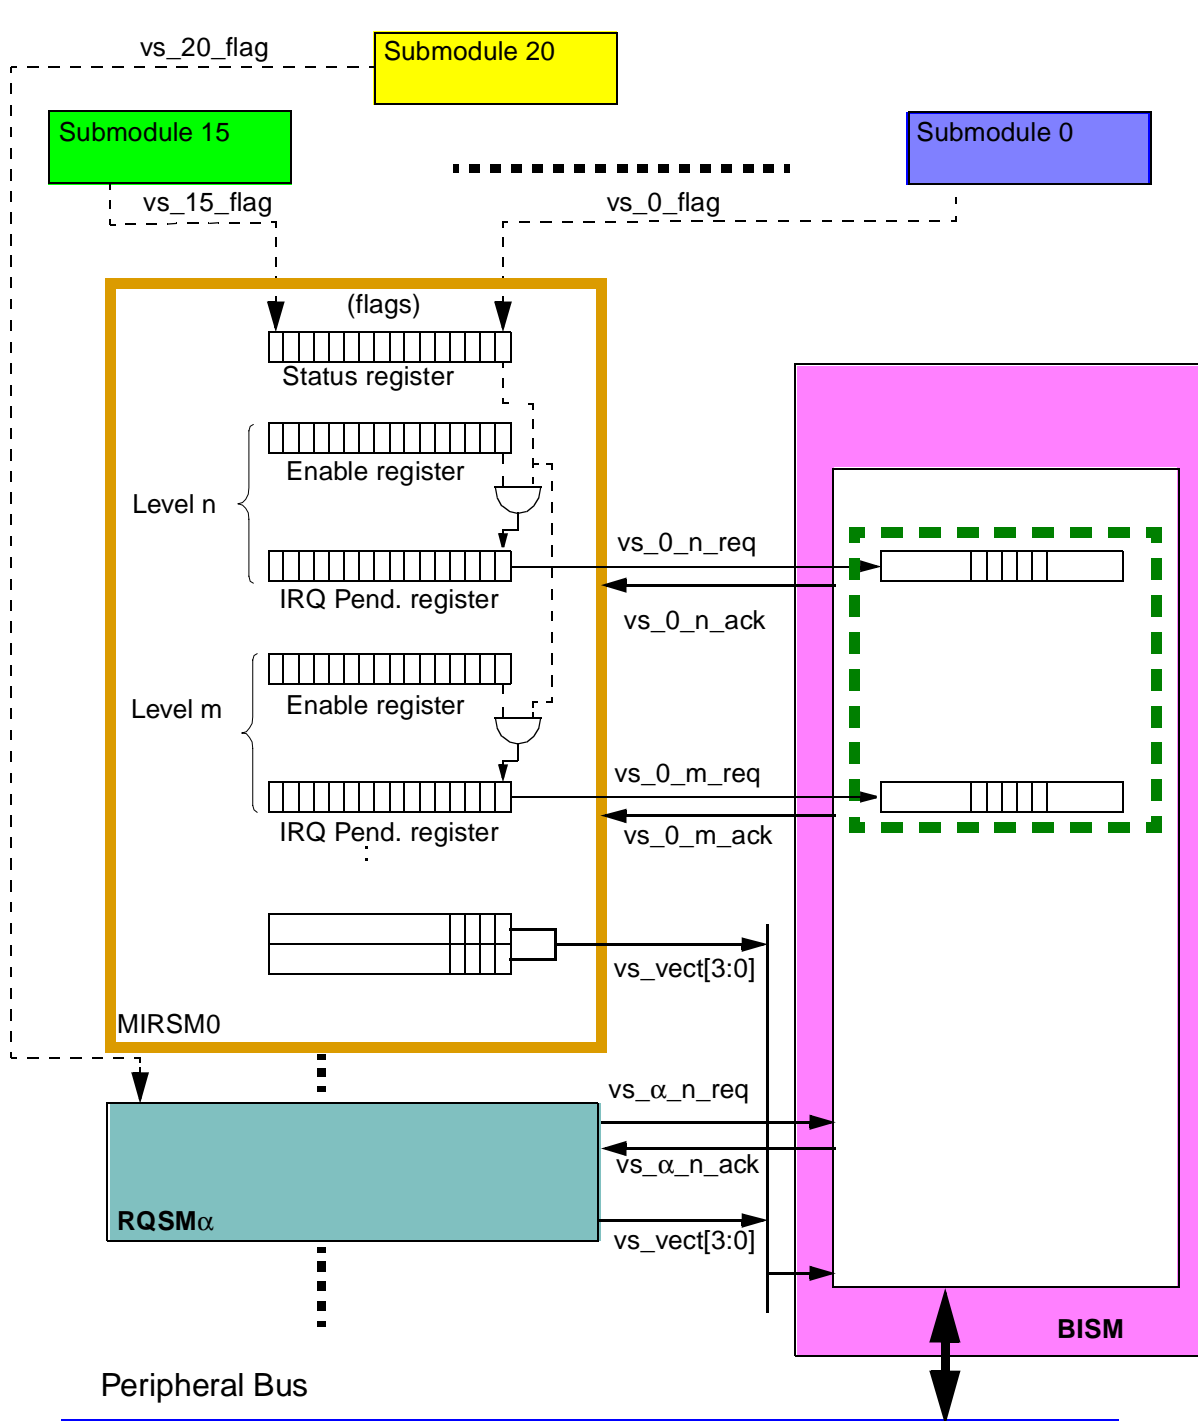 vs_20_flag
Submodule 20
Submodule 15
Submodule 0
vs_15_flag
vs_0_flag
(flags)
Status register
Enable register
Level n
vs_0_n_req
IRQ Pend. register
vs_0_n_ack
Enable register
Level m
vs_0_m_req
IRQ Pend. register
vs_0_m_ack
vs_vect[3:0]
MIRSM0
vs_α_n_req
vs_α_n_ack
RQSMα
vs_vect[3:0]
BISM
Peripheral Bus